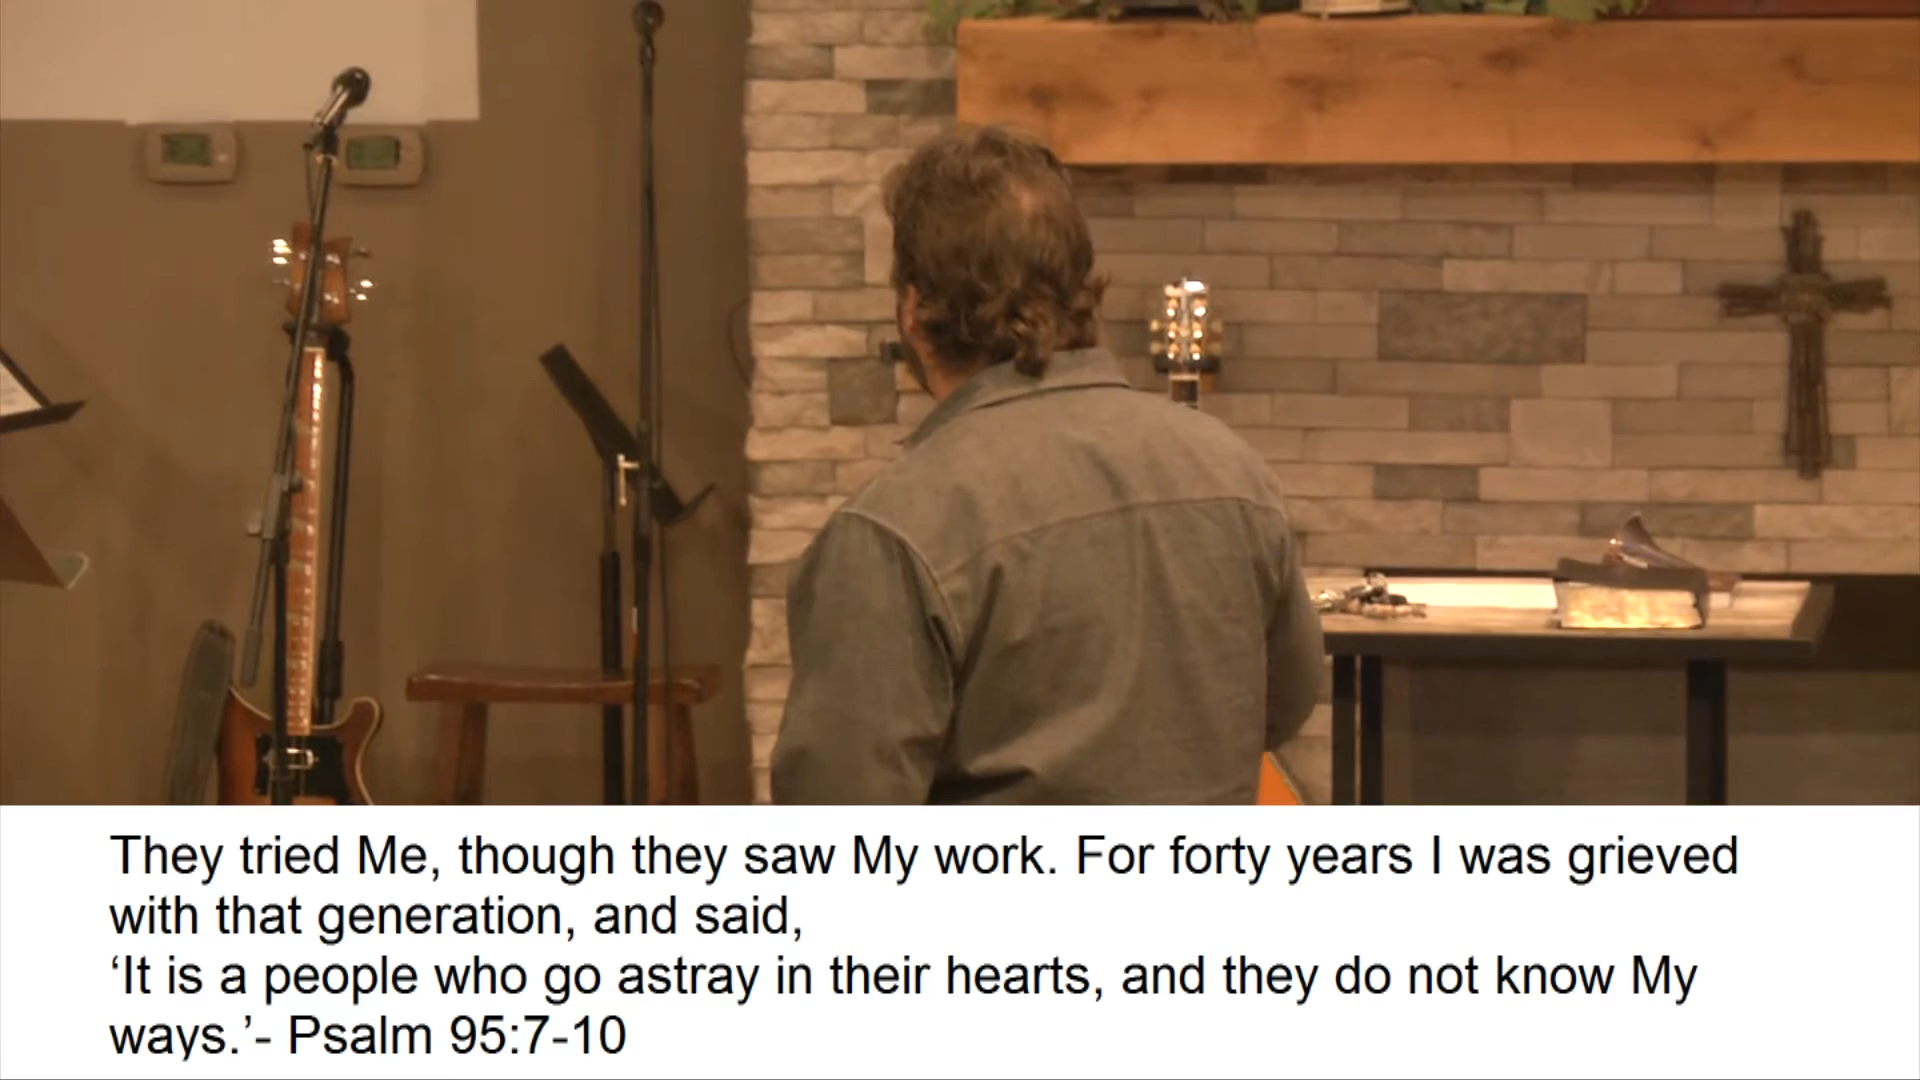 They tried Me, though they saw My work. For forty years I was grieved
with that generation, and said,
‘It is a people who go astray in their hearts, and they do not know My
ways.’- Psalm 95:7-10